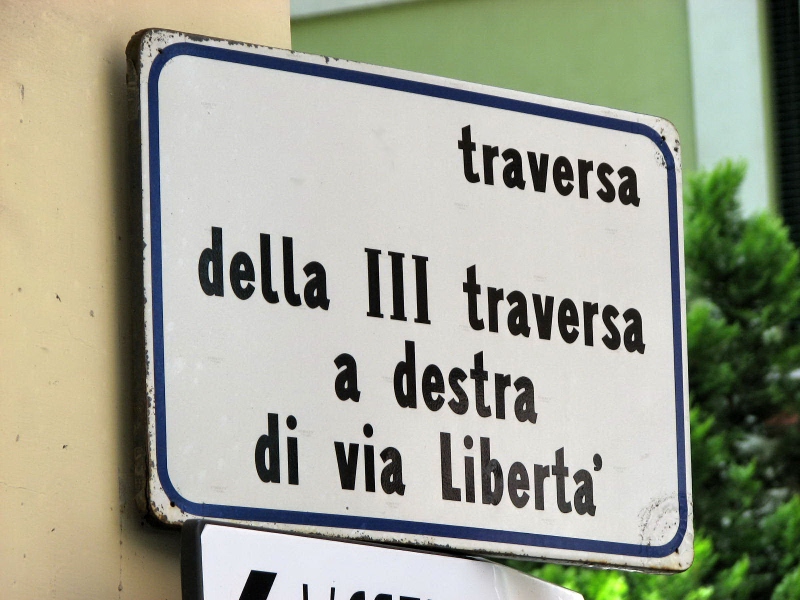 traversa
della III traversa
a destra
di via Liberta'